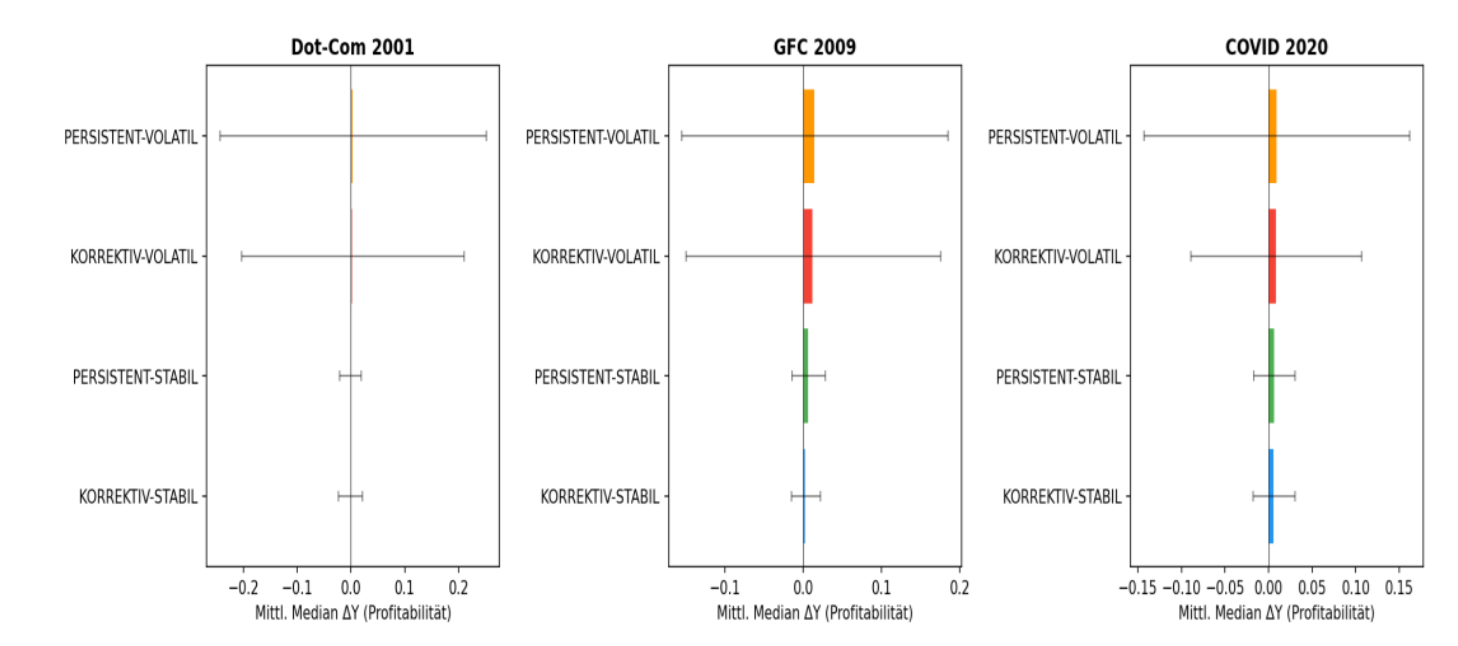 Dot-Com 2001
PERSISTENT-VOLATIL
KORREKTIV-VOLATIL
PERSISTENT-STABIL
KORREKTIV-STABIL
−0.2 −0.1 0.0 0.1 0.2
Mittl. Median ΔY (Profitabilität)
GFC 2009
PERSISTENT-VOLATIL
KORREKTIV-VOLATIL
PERSISTENT-STABIL
KORREKTIV-STABIL
−0.1 0.0 0.1 0.2
Mittl. Median ΔY (Profitabilität)
COVID 2020
PERSISTENT-VOLATIL
KORREKTIV-VOLATIL
PERSISTENT-STABIL
KORREKTIV-STABIL
−0.15 −0.10 −0.05 0.00 0.05 0.10 0.15
Mittl. Median ΔY (Profitabilität)